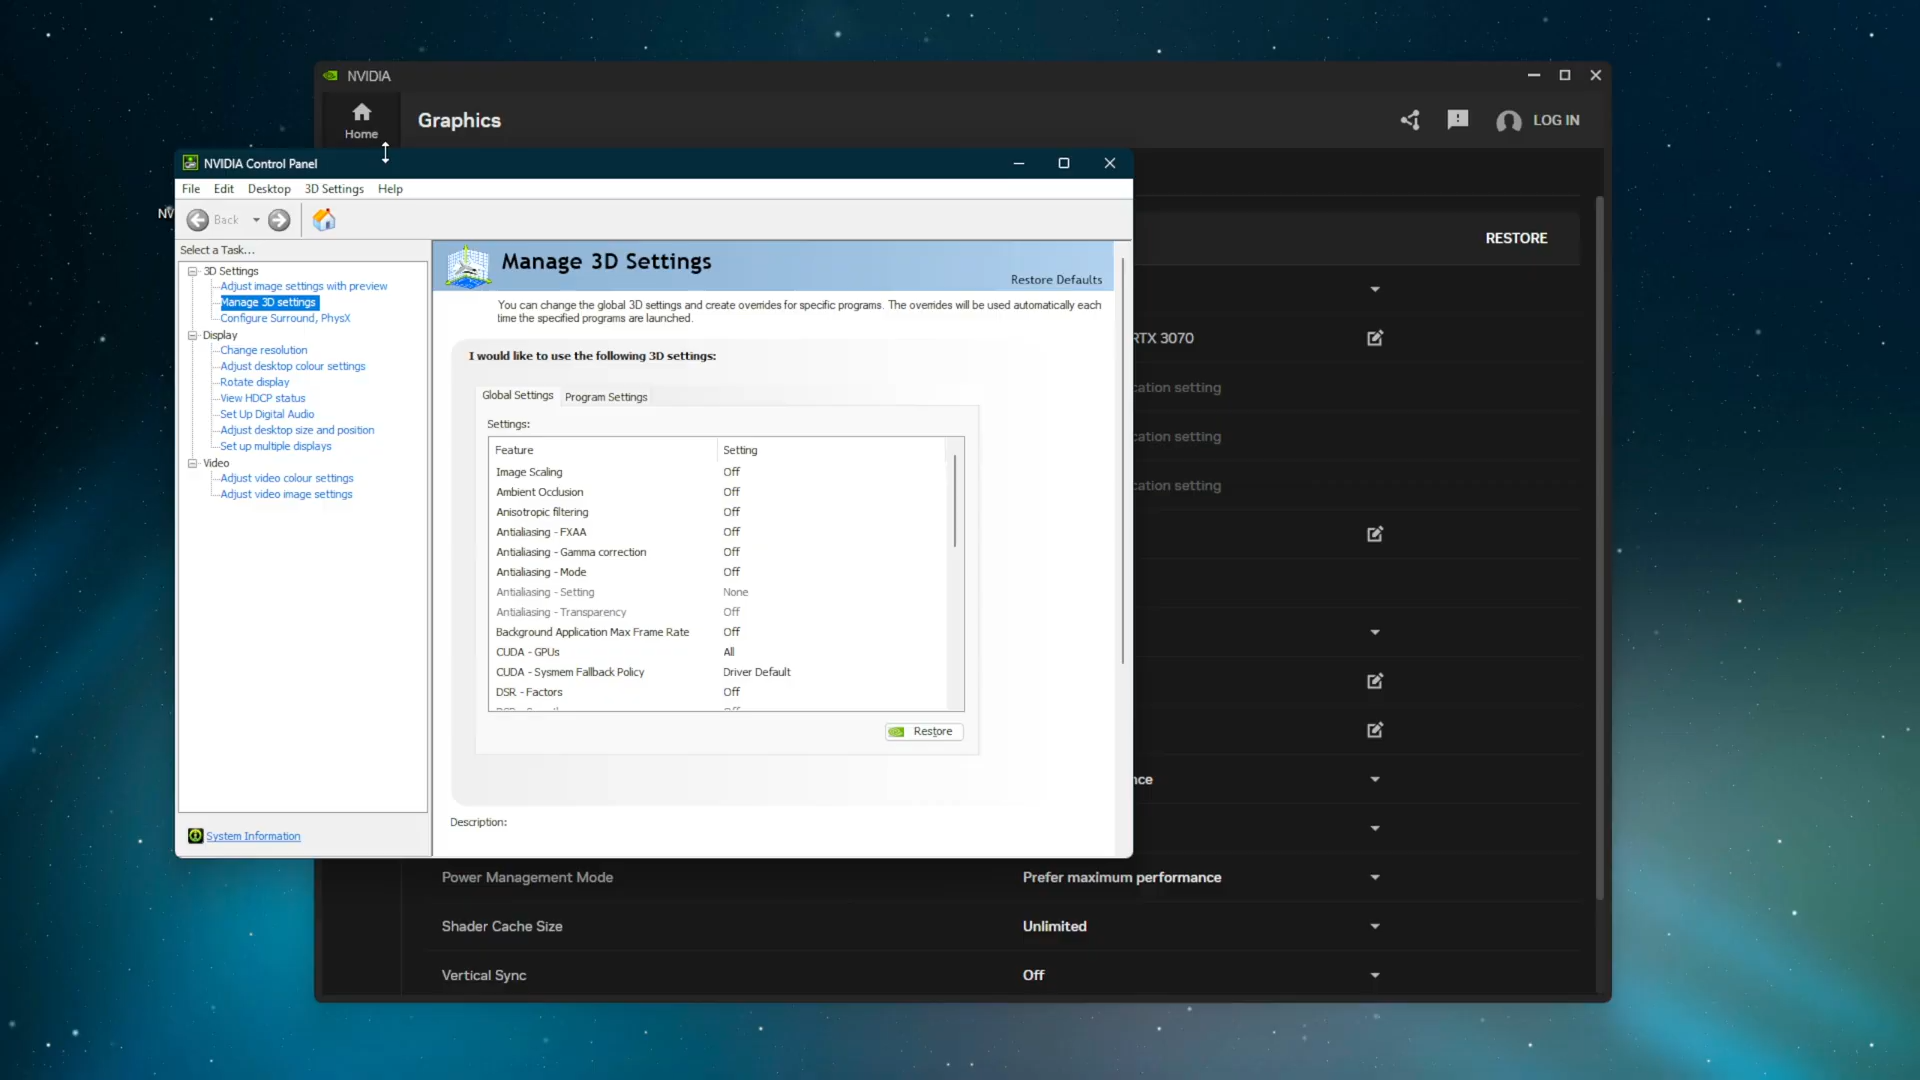 NVIDIA
Home
Graphics
LOG IN
NVIDIA Control Panel
File Edit Desktop 3D Settings Help
NV
Back
Select a Task...
3D Settings
Adjust image settings with preview
Manage 3D settings
Configure Surround, PhysX
Display
Change resolution
Adjust desktop colour settings
Rotate display
View HDCP status
Set Up Digital Audio
Adjust desktop size and position
Set up multiple displays
Video
Adjust video colour settings
Adjust video image settings
System Information
Manage 3D Settings
Restore Defaults
You can change the global 3D settings and create overrides for specific programs. The overrides will be used automatically each
time the specified programs are launched.
I would like to use the following 3D settings:
Global Settings Program Settings
Settings:
Feature Setting
Image Scaling Off
Ambient Occlusion Off
Anisotropic filtering Off
Antialiasing - FXAA Off
Antialiasing - Gamma correction Off
Antialiasing - Mode Off
Antialiasing - Setting None
Antialiasing - Transparency Off
Background Application Max Frame Rate Off
CUDA - GPUs All
CUDA - Sysmem Fallback Policy Driver Default
DSR - Factors Off
Restore
Description:
RESTORE
RTX 3070
cation setting
cation setting
cation setting
nce
Power Management Mode Prefer maximum performance
Shader Cache Size Unlimited
Vertical Sync Off